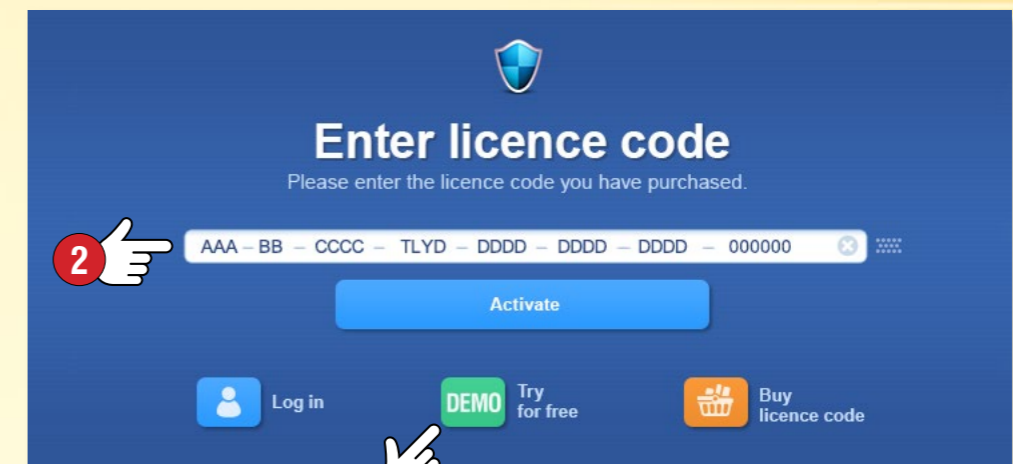 Enter licence code
Please enter the licence code you have purchased.
2
AAA – BB – CCCC – TLYD – DDDD – DDDD – DDDD – 000000
Activate
Log in
DEMO
Try
for free
Buy
licence code